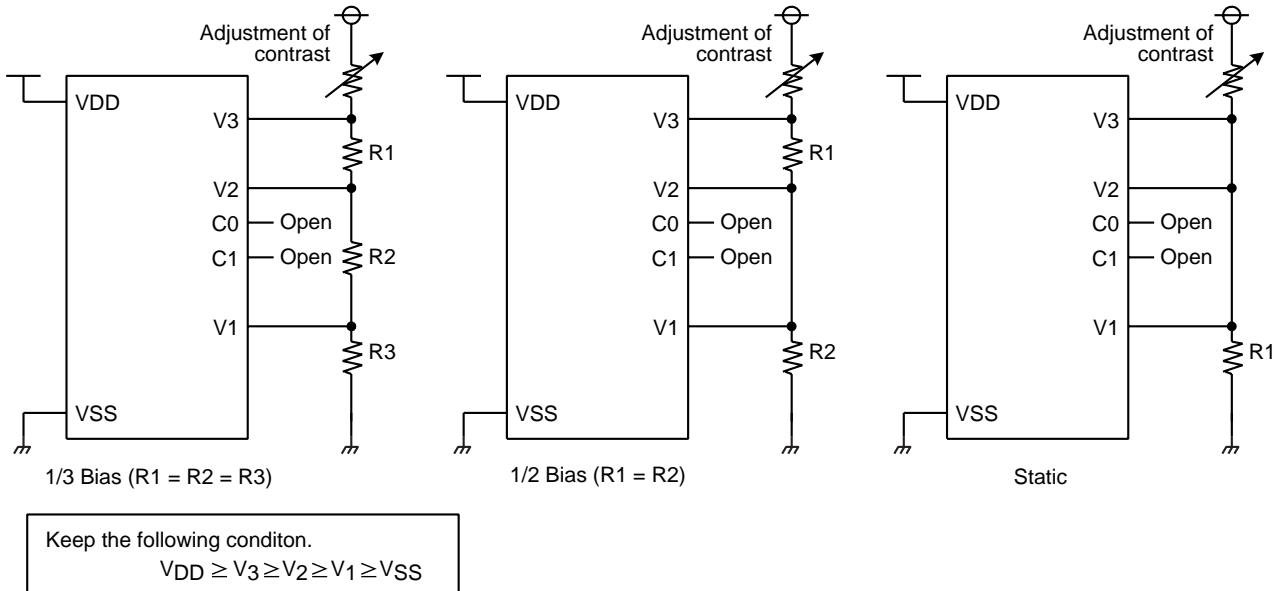 Adjustment of
contrast
VDD
V3
R1
V2
C0 Open
C1 Open
R2
V1
R3
VSS
1/3 Bias (R1 = R2 = R3)
Adjustment of
contrast
VDD
V3
R1
V2
C0 Open
C1 Open
V1
R2
VSS
1/2 Bias (R1 = R2)
Adjustment of
contrast
VDD
V3
V2
C0 Open
C1 Open
V1
R1
VSS
Static
Keep the following conditon.
VDD ≥ V3 ≥ V2 ≥ V1 ≥ VSS